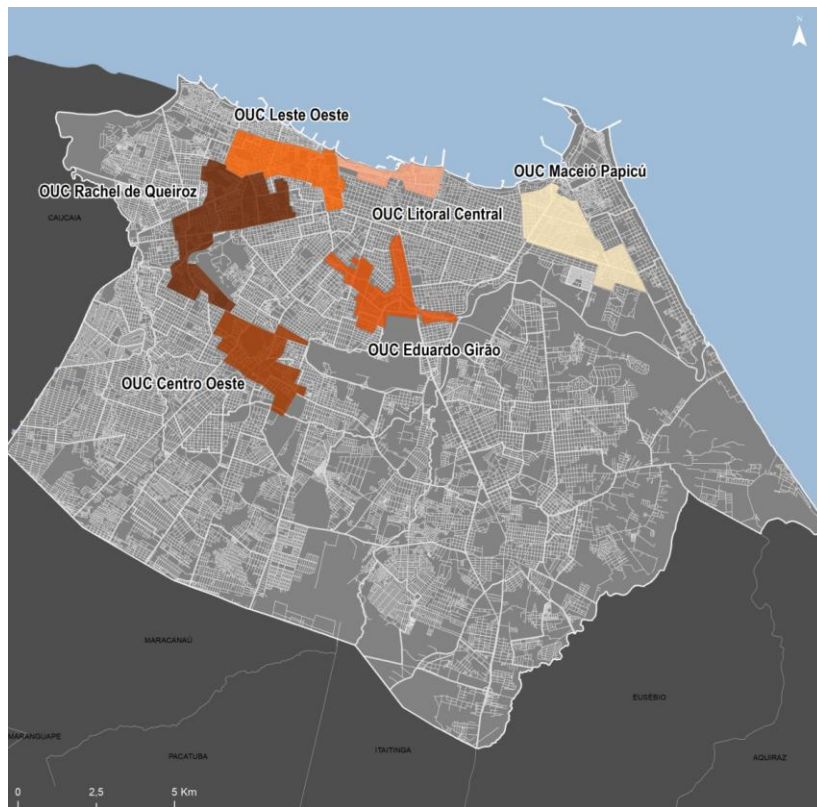 N
OUC Leste Oeste
OUC Maceió Papicú
OUC Rachel de Queiroz
OUC Litoral Central
CAUCAIA
OUC Eduardo Girão
OUC Centro Oeste
MARACANAÚ
EUSÉBIO
MARANGUAPE
PACATUBA
ITAITINGA
AQUIRAZ
0 2,5 5 Km